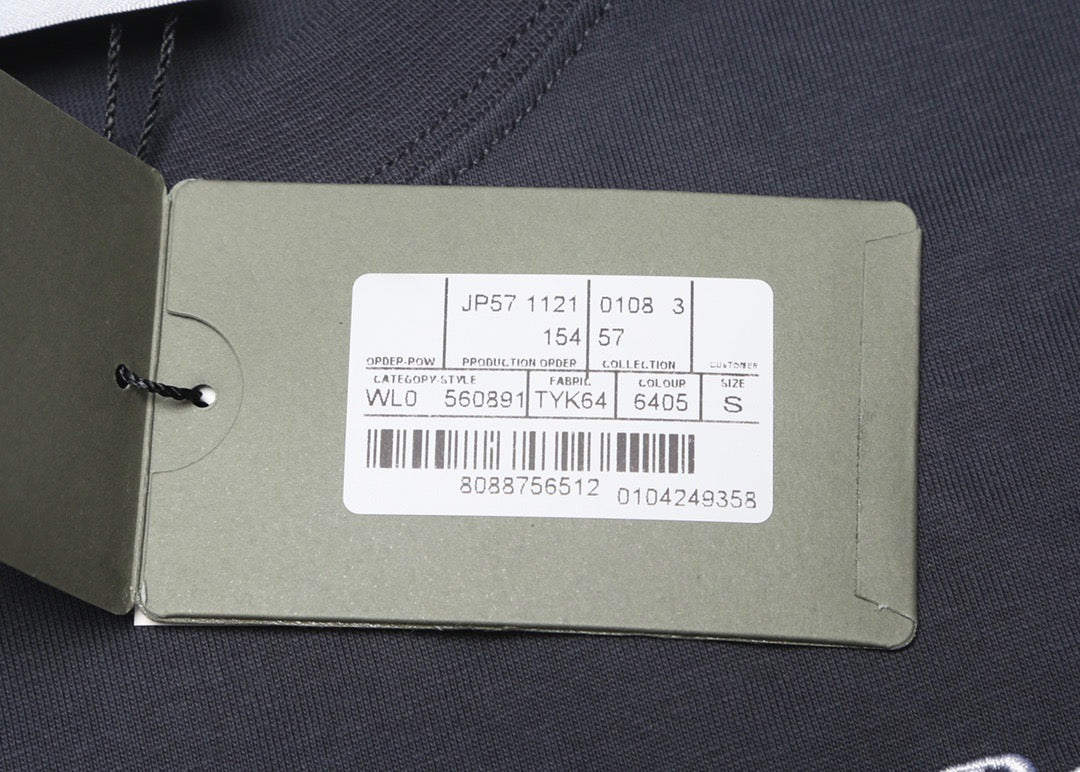 JP57 1121 0108 3
154 57
ORDER-ROW PRODUCTION ORDER COLLECTION CUSTOMER
CATEGORY-STYLE FABRIC COLOUR SIZE
WL0 560891 TYK64 6405 S
8088756512 0104249358